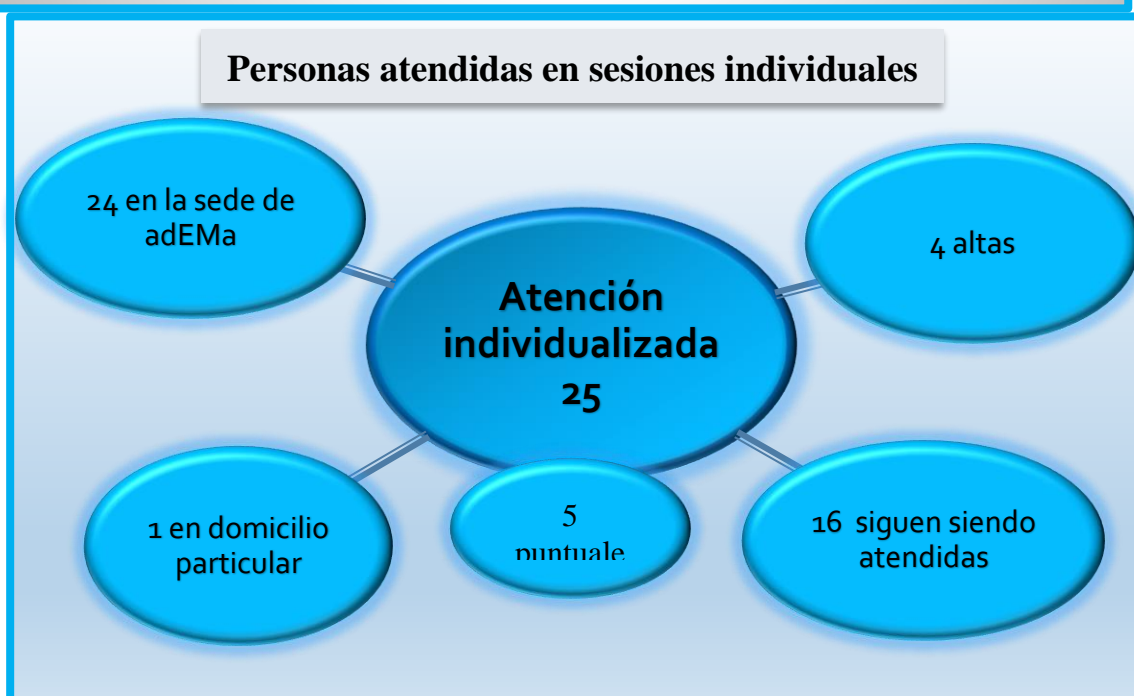 Personas atendidas en sesiones individuales
24 en la sede de
adEMa
4 altas
Atención
individualizada
25
1 en domicilio
particular
5
puntuale
16 siguen siendo
atendidas